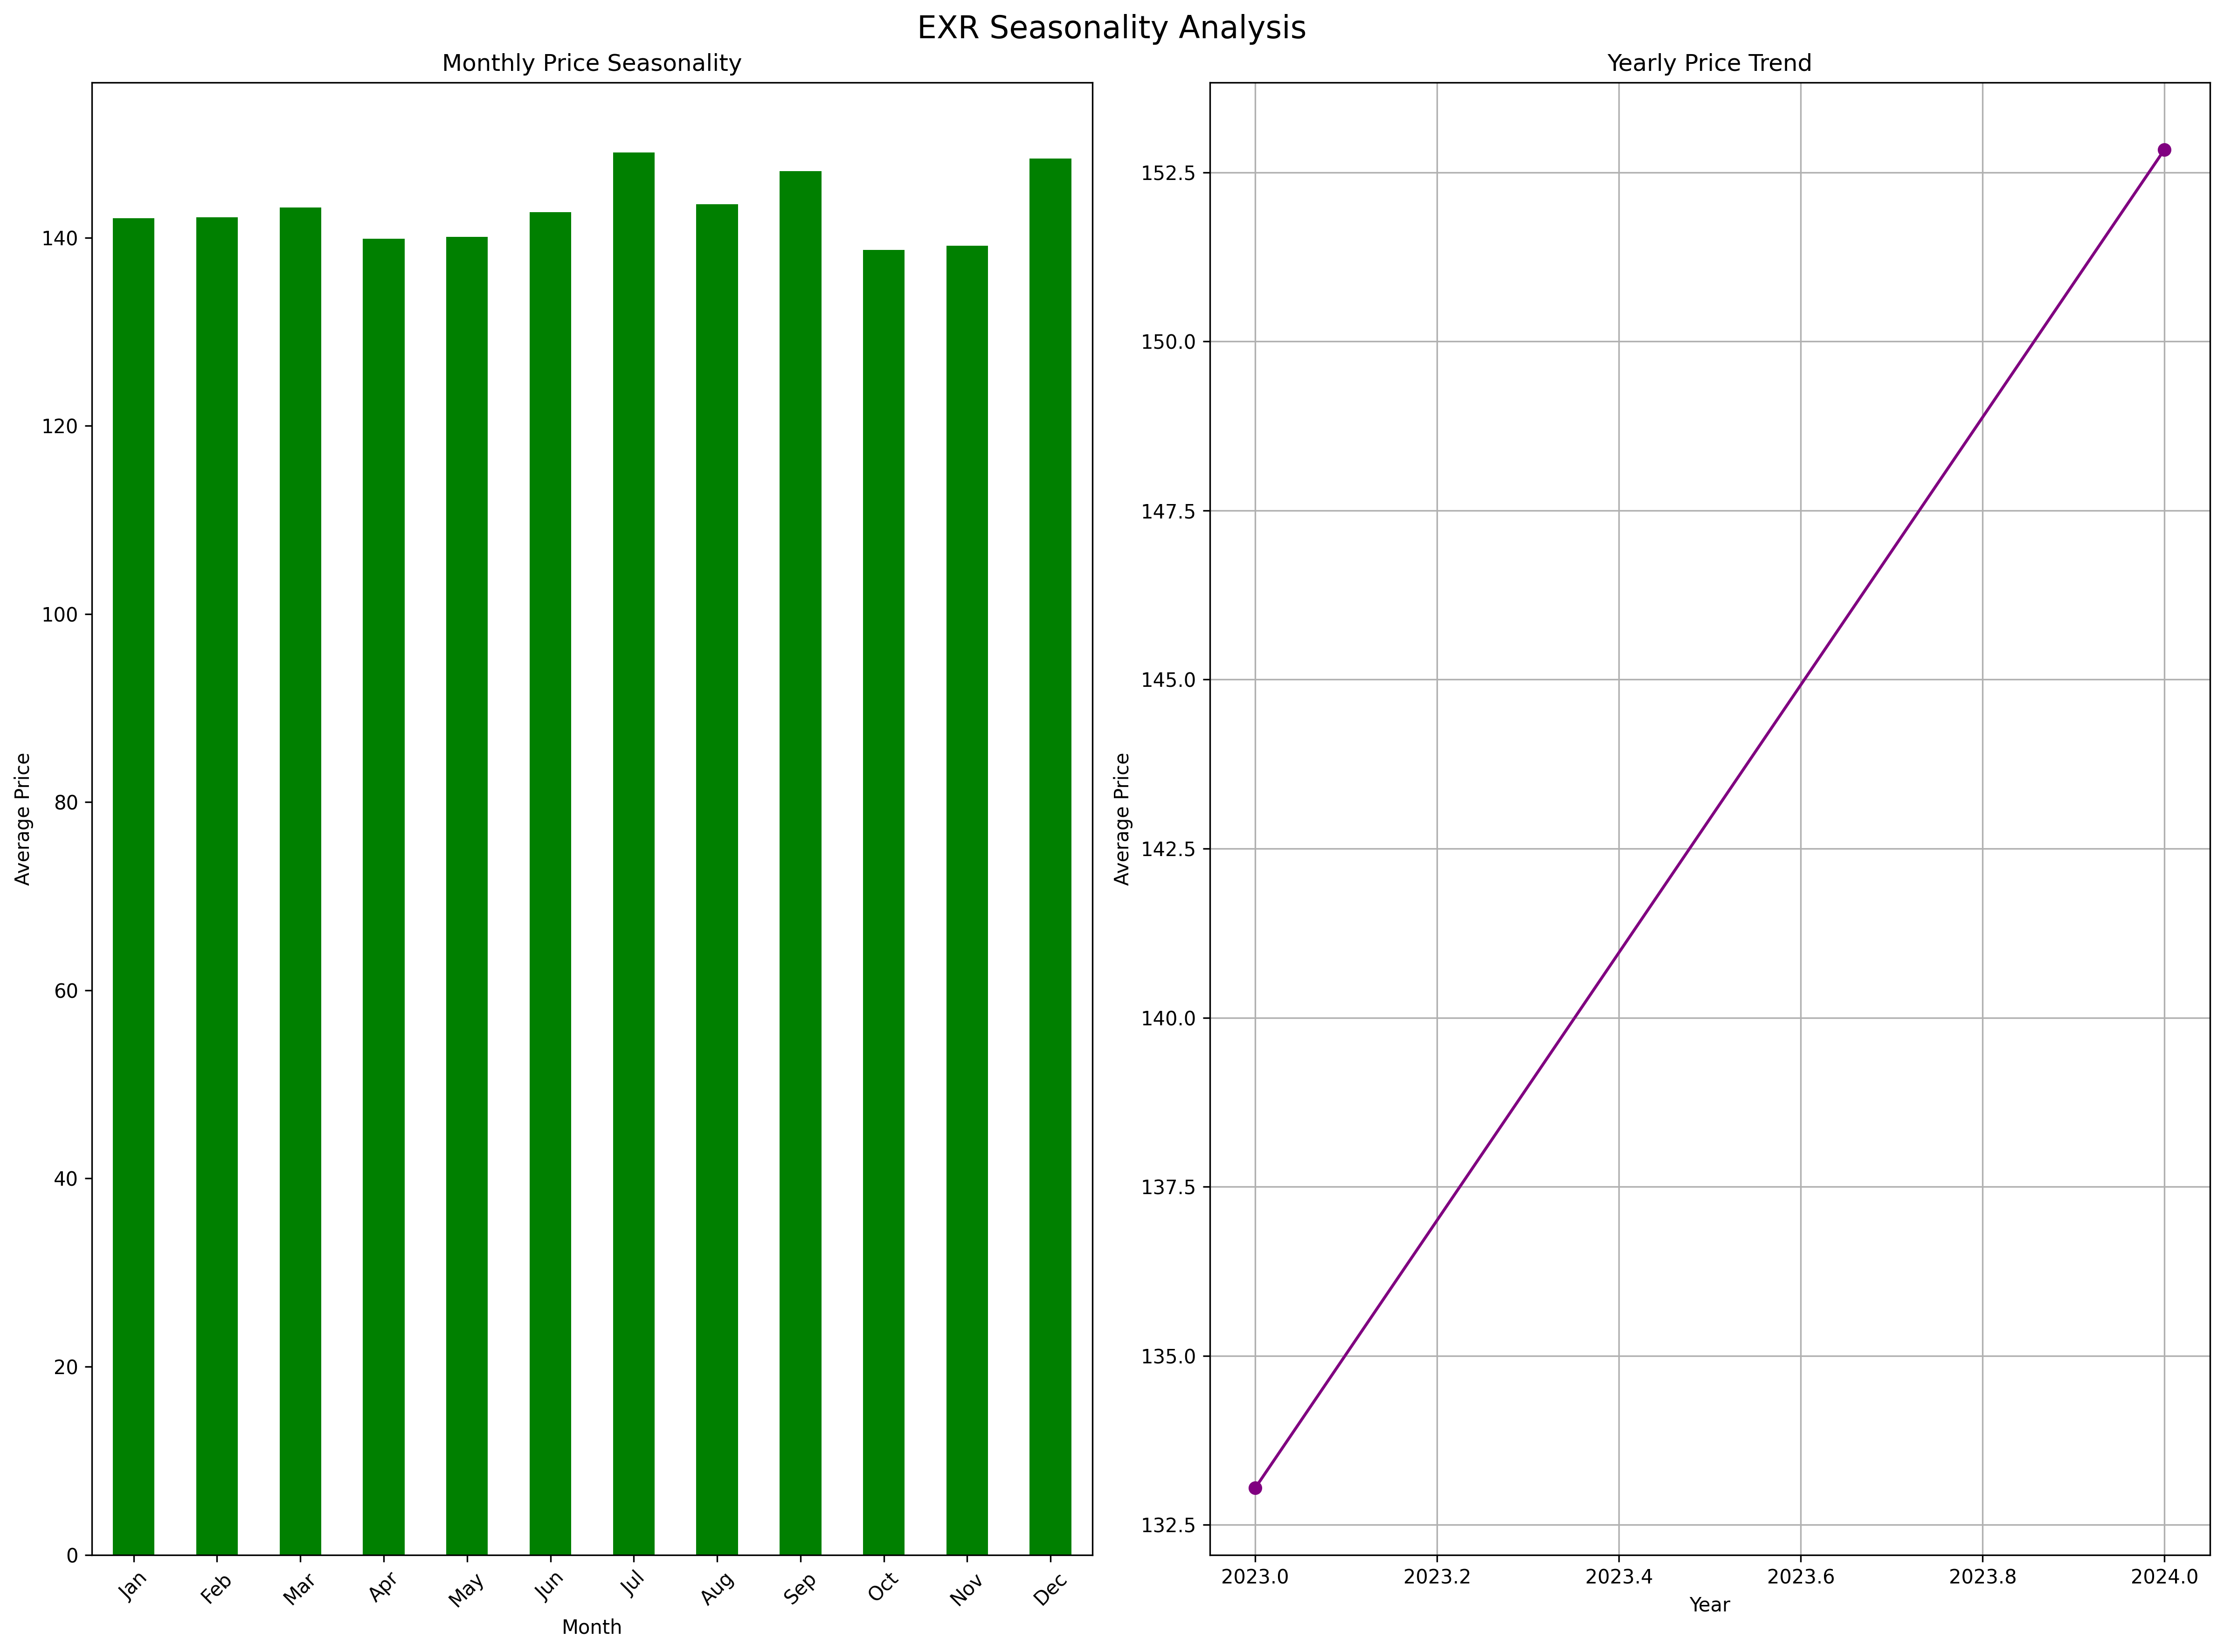 EXR Seasonality Analysis
Monthly Price Seasonality
Average Price
140
120
100
80
60
40
20
0
Jan Feb Mar Apr May Jun Jul Aug Sep Oct Nov Dec
Month
Yearly Price Trend
Average Price
152.5
150.0
147.5
145.0
142.5
140.0
137.5
135.0
132.5
2023.0 2023.2 2023.4 2023.6 2023.8 2024.0
Year